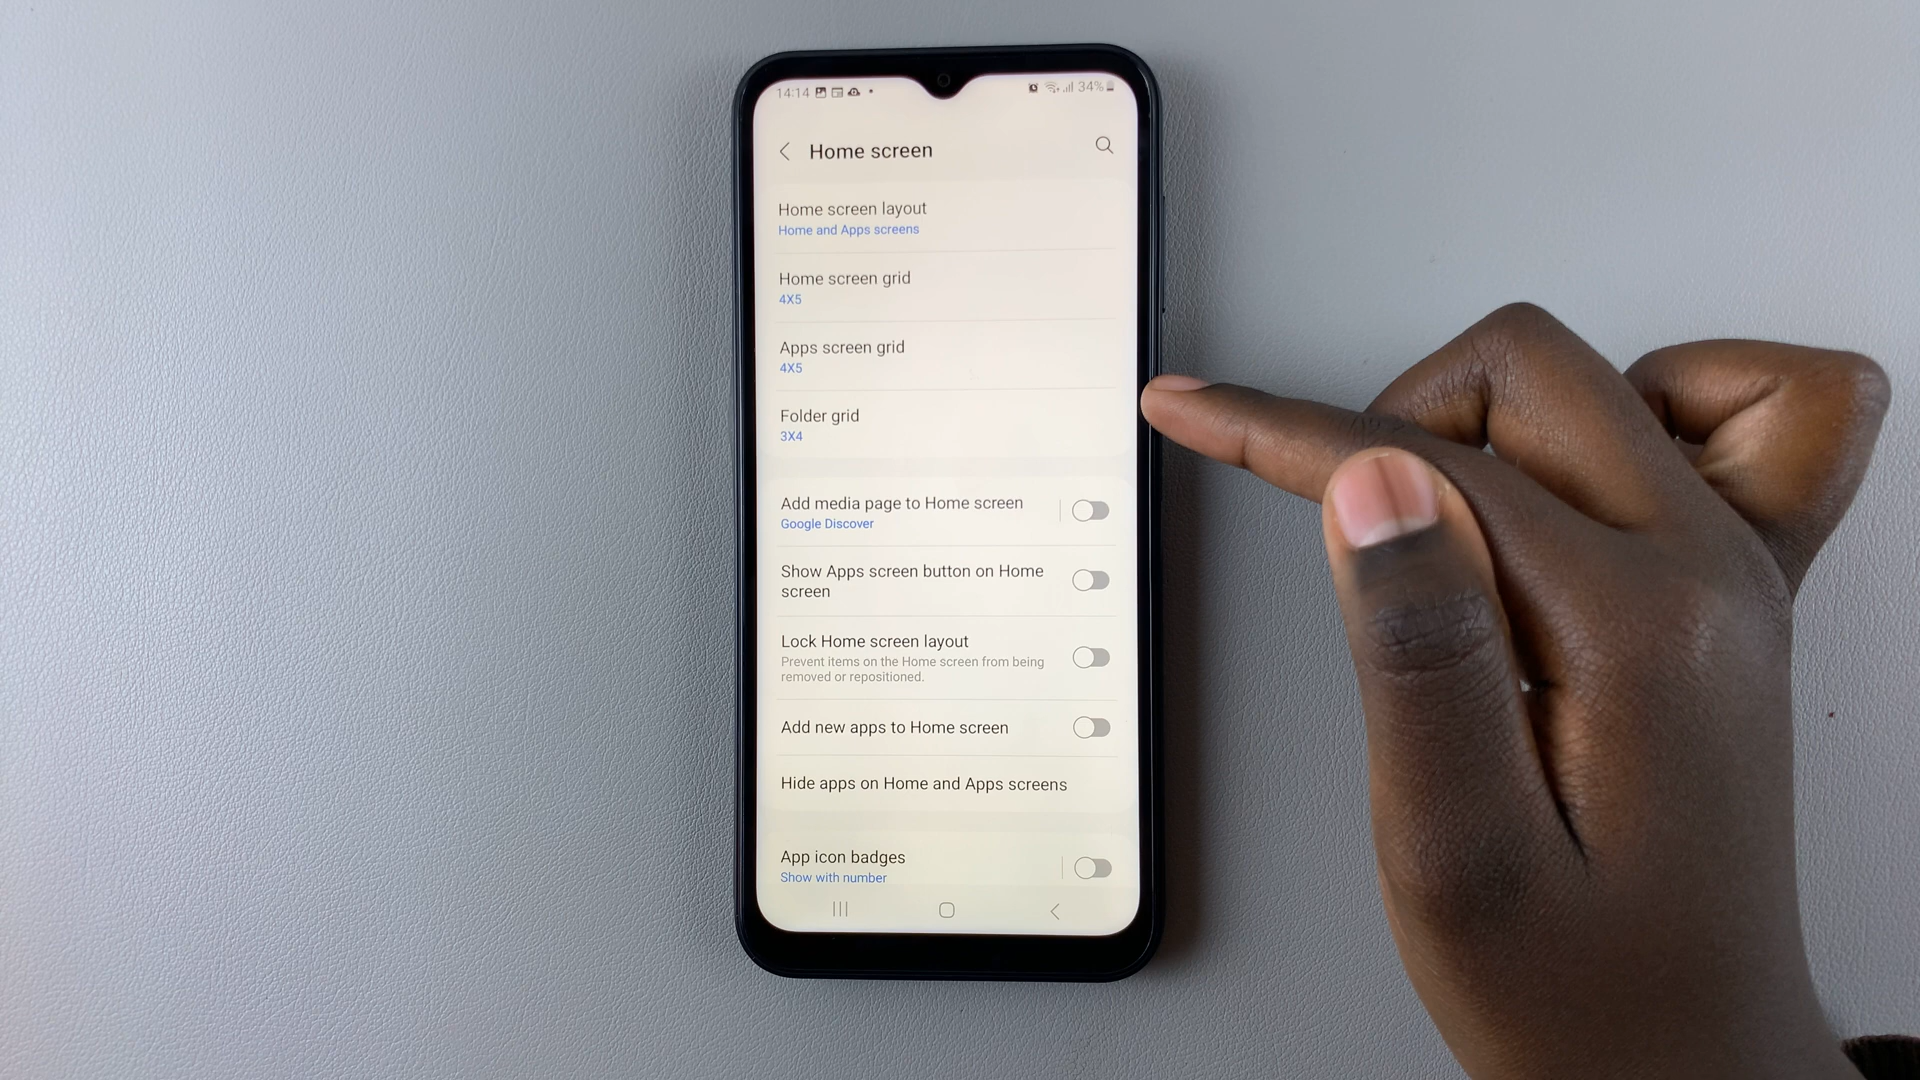 14:14
34%
Home screen
Home screen layout
Home and Apps screens
Home screen grid
4X5
Apps screen grid
4X5
Folder grid
3X4
Add media page to Home screen
Google Discover
Show Apps screen button on Home
screen
Lock Home screen layout
Prevent items on the Home screen from being
removed or repositioned.
Add new apps to Home screen
Hide apps on Home and Apps screens
App icon badges
Show with number